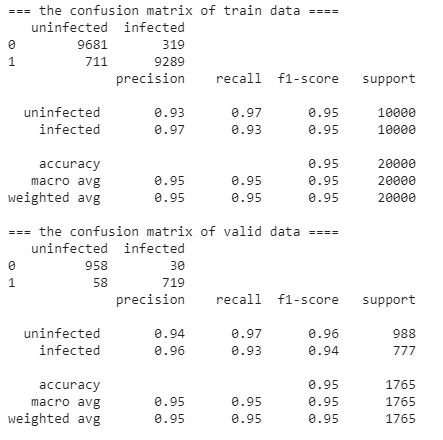 === the confusion matrix of train data ====
uninfected infected
0 9681 319
1 711 9289
precision recall f1-score support
uninfected 0.93 0.97 0.95 10000
infected 0.97 0.93 0.95 10000
accuracy 0.95 20000
macro avg 0.95 0.95 0.95 20000
weighted avg 0.95 0.95 0.95 20000
=== the confusion matrix of valid data ====
uninfected infected
0 958 30
1 58 719
precision recall f1-score support
uninfected 0.94 0.97 0.96 988
infected 0.96 0.93 0.94 777
accuracy 0.95 1765
macro avg 0.95 0.95 0.95 1765
weighted avg 0.95 0.95 0.95 1765